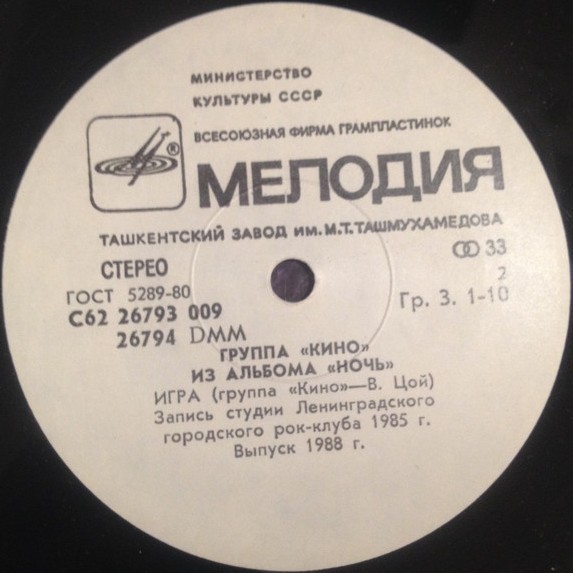 МИНИСТЕРСТВО
КУЛЬТУРЫ СССР
ВСЕСОЮЗНАЯ ФИРМА ГРАМПЛАСТИНОК
®
МЕЛОДИЯ
ТАШКЕНТСКИЙ ЗАВОД ИМ. М.Т. ТАШМУХАМЕДОВА
СТЕРЕО
33
ГОСТ 5289-80
2
С62 26793 009
Гр. 3. 1-10
26794 DMM
ГРУППА «КИНО»
ИЗ АЛЬБОМА «НОЧЬ»
ИГРА (группа «Кино»—В. Цой)
Запись студии Ленинградского
городского рок-клуба 1985 г.
Выпуск 1988 г.